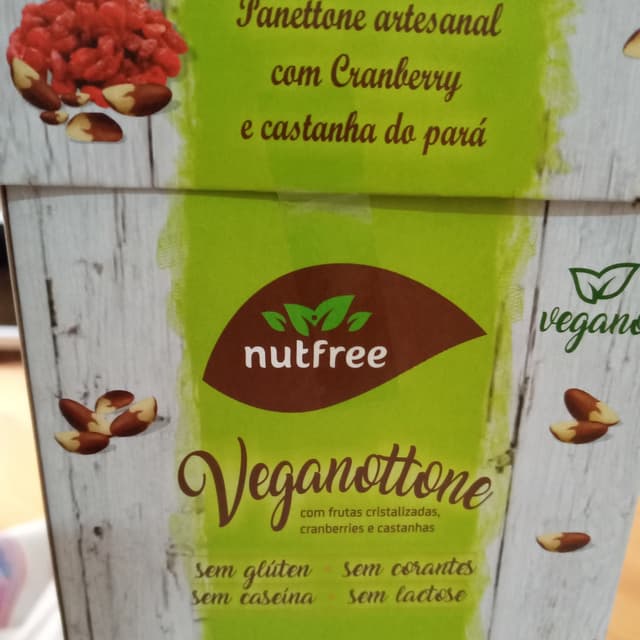 Panettone artesanal
com Cranberry
e castanha do pará
vegano
nutfree
Veganottone
com frutas cristalizadas,
cranberries e castanhas
sem glúten • sem corantes
sem caseína • sem lactose